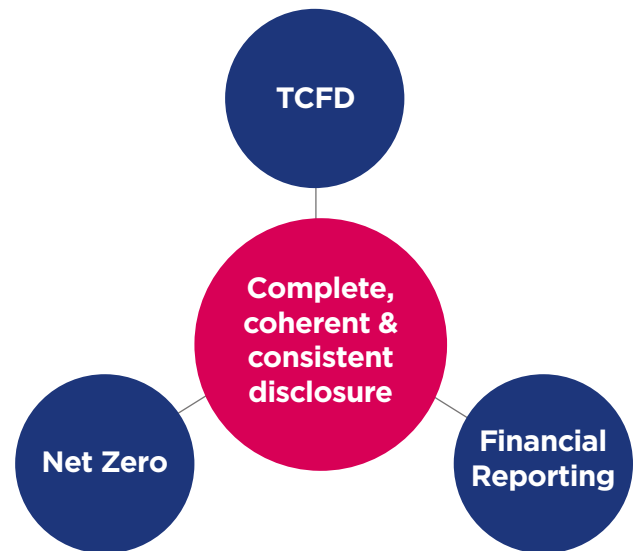 TCFD
Complete,
coherent &
consistent
disclosure
Net Zero
Financial
Reporting